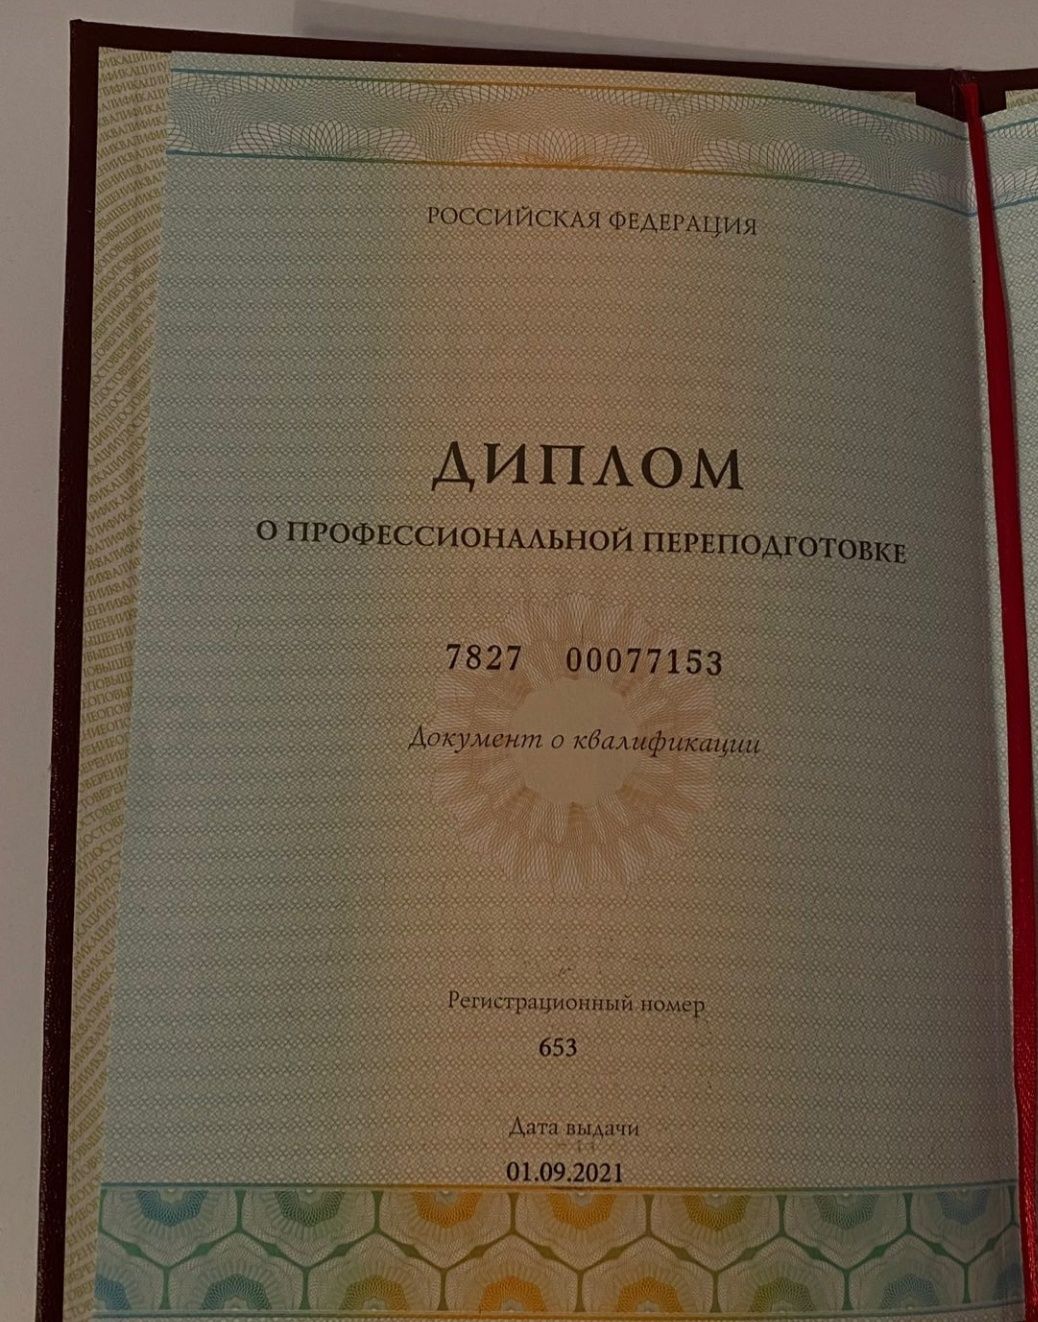 РОССИЙСКАЯ ФЕДЕРАЦИЯ
ДИПЛОМ
О ПРОФЕССИОНАЛЬНОЙ ПЕРЕПОДГОТОВКЕ
7827 00077153
Документ о квалификации
Регистрационный номер
653
Дата выдачи
01.09.2021